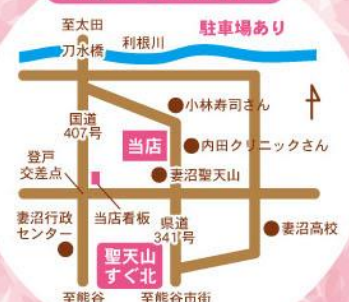 至太田
駐車場あり
刀水橋
利根川
小林寿司さん
国道
407号
当店
内田クリニックさん
登戸
交差点
妻沼聖天山
妻沼行政
センター
当店看板
県道
341号
妻沼高校
聖天山
すぐ北
至熊谷
至熊谷市街